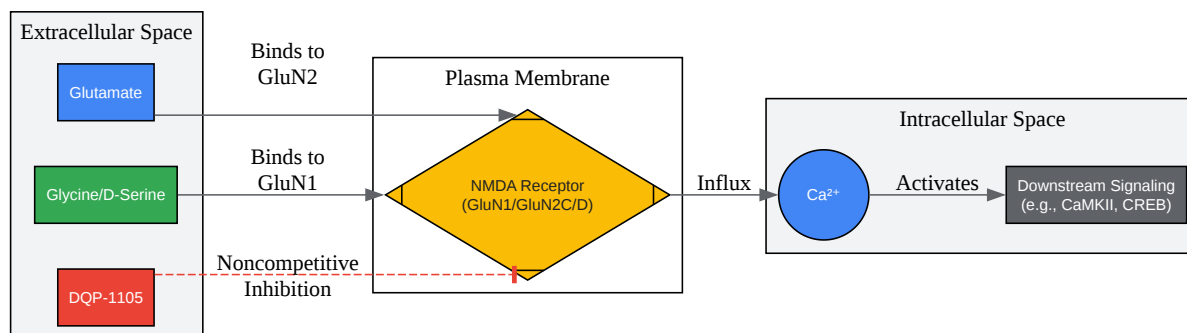 Extracellular Space
Glutamate
Glycine/D-Serine
DQP-1105
Binds to
GluN2
Binds to
GluN1
Noncompetitive
Inhibition
Plasma Membrane
NMDA Receptor
(GluN1/GluN2C/D)
Influx
Intracellular Space
Ca²⁺
Activates
Downstream Signaling
(e.g., CaMKII, CREB)